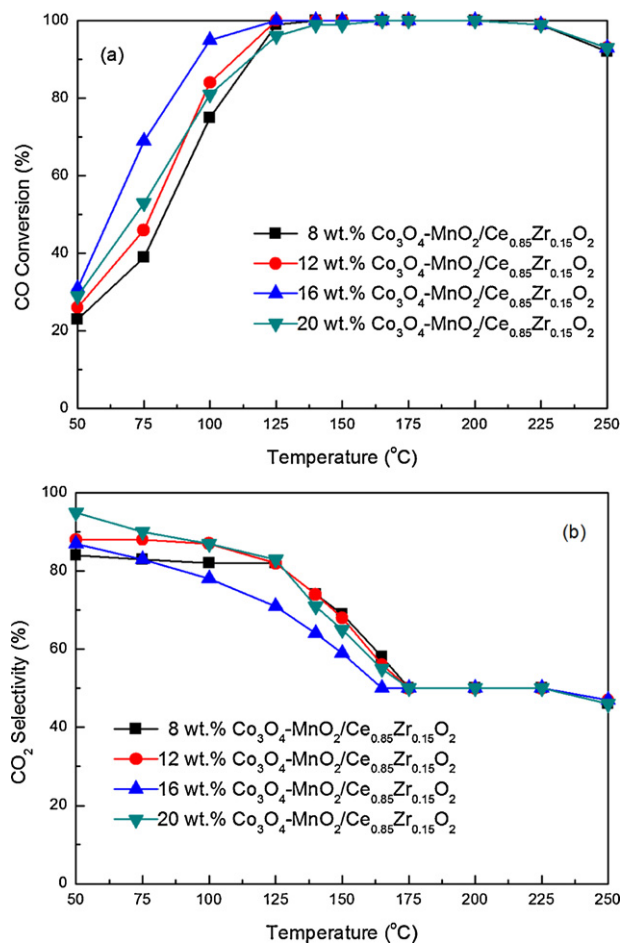 100
80
60
40
20
0
CO Conversion (%)
(a)
8 wt.% Co₃O₄-MnO₂/Ce₀.₈₅Zr₀.₁₅O₂
12 wt.% Co₃O₄-MnO₂/Ce₀.₈₅Zr₀.₁₅O₂
16 wt.% Co₃O₄-MnO₂/Ce₀.₈₅Zr₀.₁₅O₂
20 wt.% Co₃O₄-MnO₂/Ce₀.₈₅Zr₀.₁₅O₂
50 75 100 125 150 175 200 225 250
Temperature (°C)
100
80
60
40
20
0
CO₂ Selectivity (%)
(b)
8 wt.% Co₃O₄-MnO₂/Ce₀.₈₅Zr₀.₁₅O₂
12 wt.% Co₃O₄-MnO₂/Ce₀.₈₅Zr₀.₁₅O₂
16 wt.% Co₃O₄-MnO₂/Ce₀.₈₅Zr₀.₁₅O₂
20 wt.% Co₃O₄-MnO₂/Ce₀.₈₅Zr₀.₁₅O₂
50 75 100 125 150 175 200 225 250
Temperature (°C)